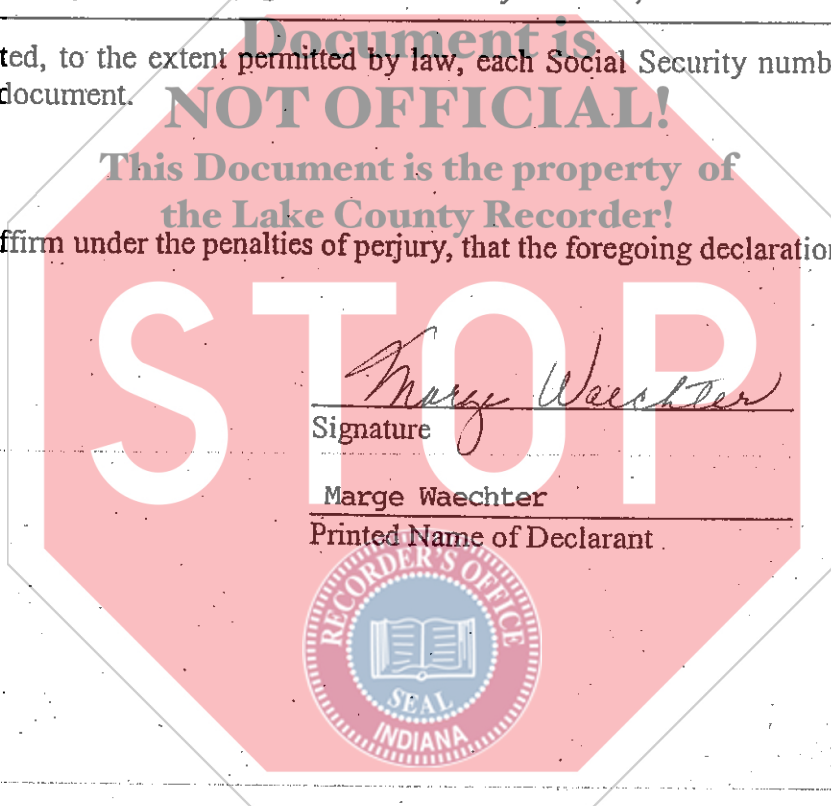 Document is
ted, to the extent permitted by law, each Social Security numb
document.
NOT OFFICIAL!
This Document is the property of
the Lake County Recorder!
ffirm under the penalties of perjury, that the foregoing declaration
STOP
Marge Waechter
Signature
Marge Waechter
Printed Name of Declarant
RECORDER'S OFFICE
SEAL
INDIANA